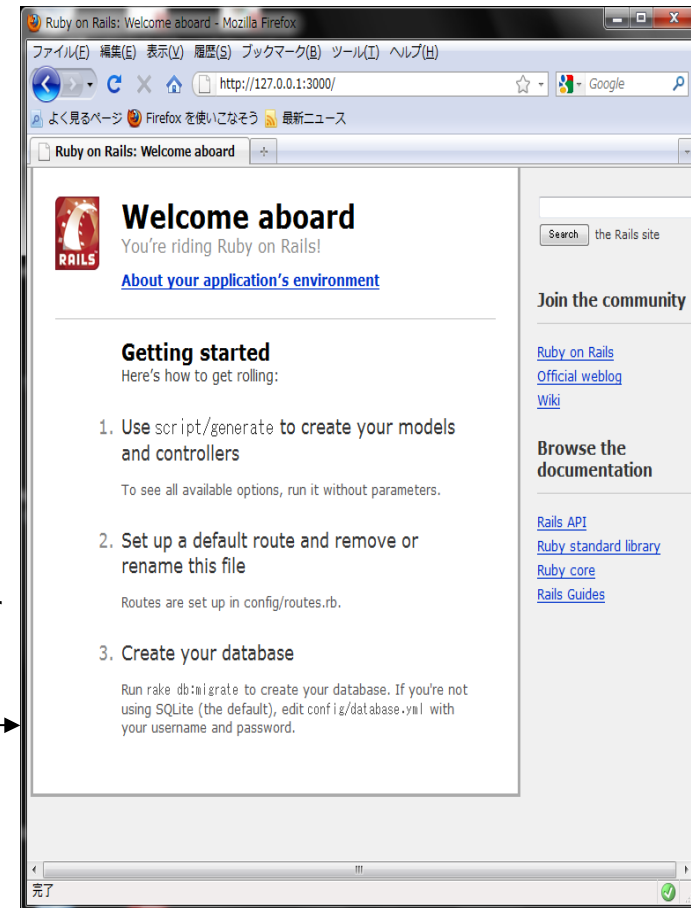 Ruby on Rails: Welcome aboard - Mozilla Firefox
ファイル(F) 編集(E) 表示(V) 履歴(S) ブックマーク(B) ツール(T) ヘルプ(H)
http://127.0.0.1:3000/
Google
よく見るページ Firefox を使いこなそう 最新ニュース
Ruby on Rails: Welcome aboard
RAILS
Welcome aboard
You're riding Ruby on Rails!
About your application's environment
Getting started
Here's how to get rolling:
1. Use script/generate to create your models
and controllers
To see all available options, run it without parameters.
2. Set up a default route and remove or
rename this file
Routes are set up in config/routes.rb.
3. Create your database
Run rake db:migrate to create your database. If you're not
using SQLite (the default), edit config/database.yml with
your username and password.
Search the Rails site
Join the community
Ruby on Rails
Official weblog
Wiki
Browse the
documentation
Rails API
Ruby standard library
Ruby core
Rails Guides
完了